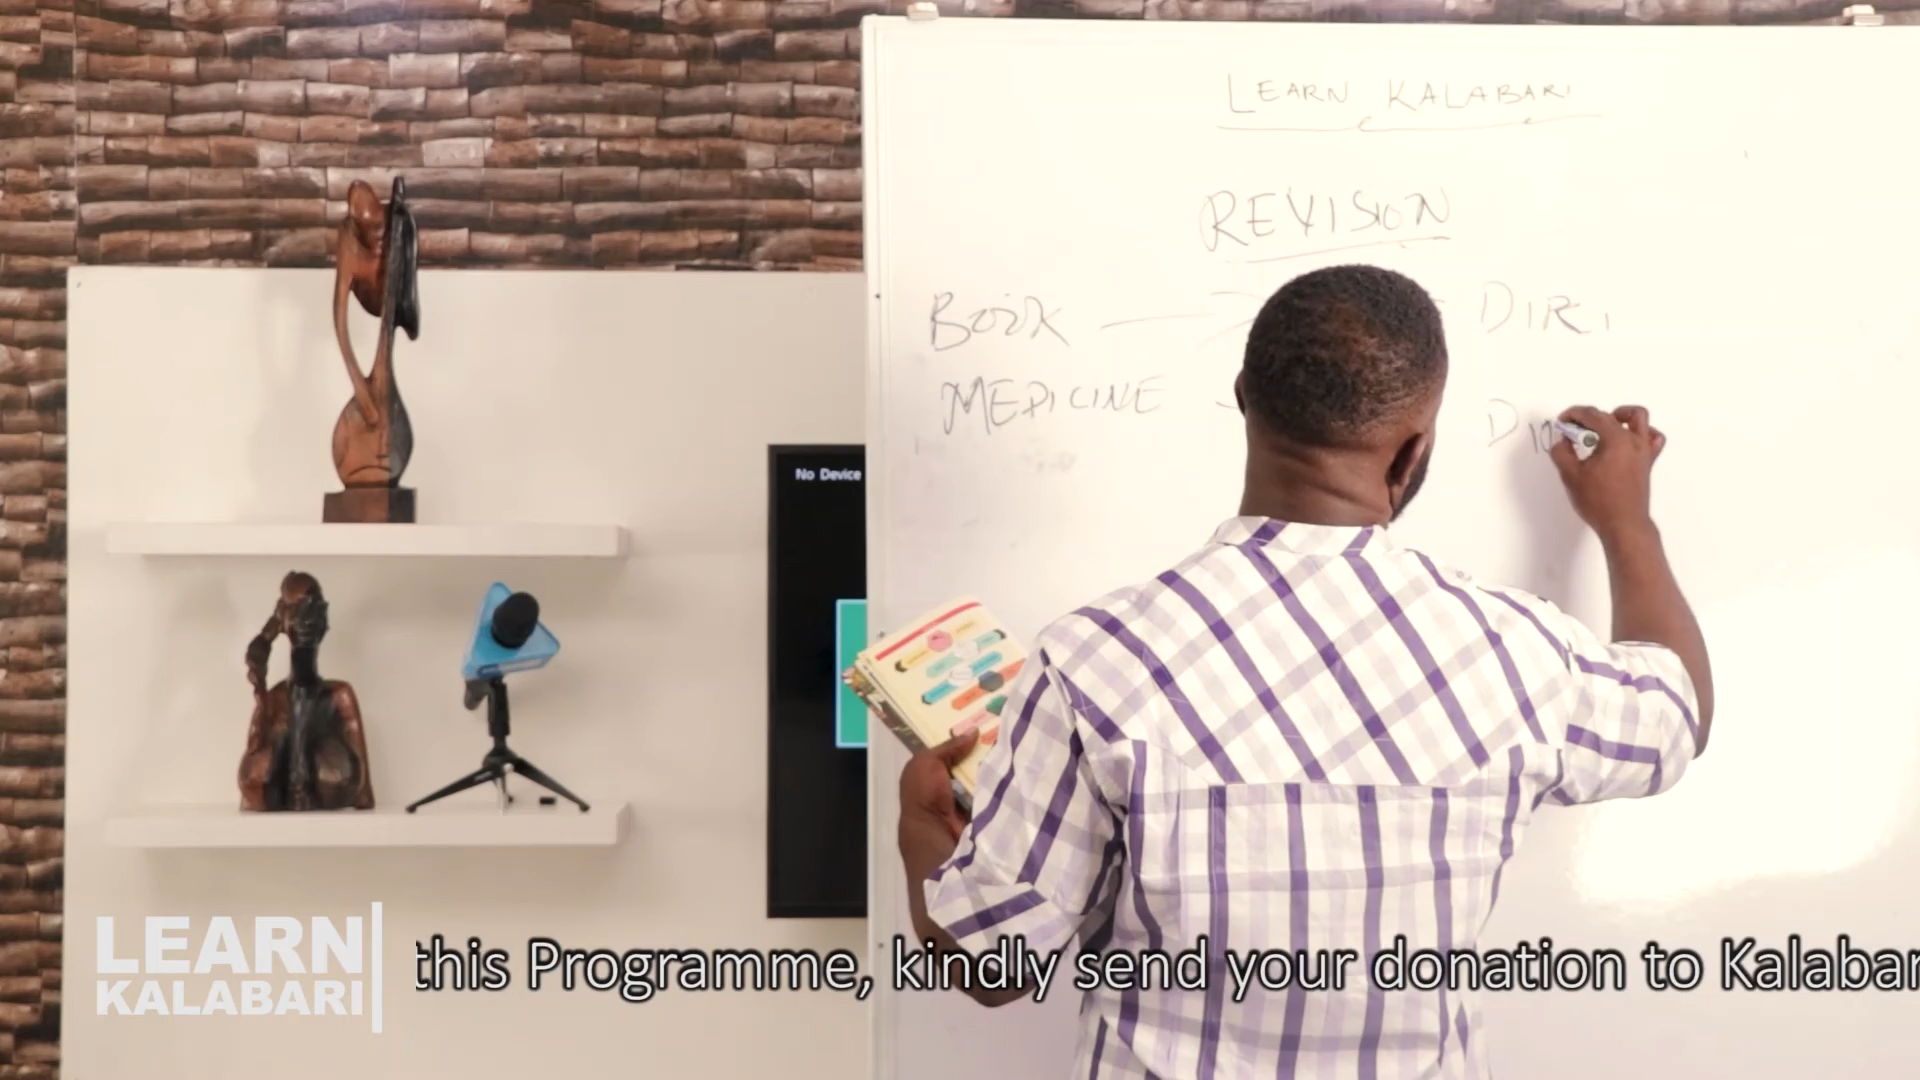 LEARN KALABARI
REVISION
BOOK DIRI
MEDICINE
No Device
LEARN
KALABARI
this Programme, kindly send your donation to Kalabar